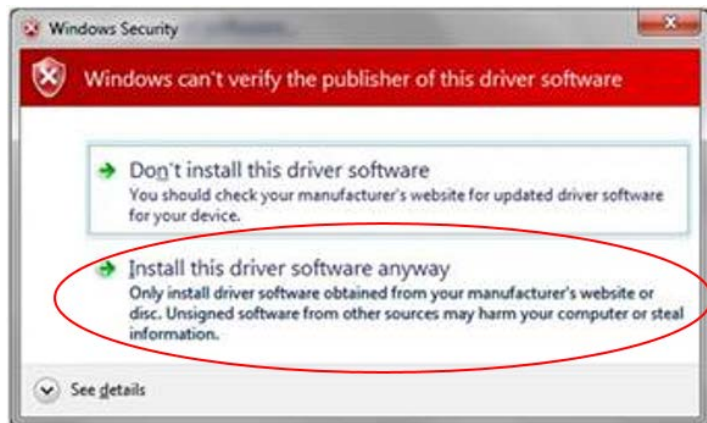 Windows Security
Windows can't verify the publisher of this driver software
Don't install this driver software
You should check your manufacturer's website for updated driver software
for your device.
Install this driver software anyway
Only install driver software obtained from your manufacturer's website or
disc. Unsigned software from other sources may harm your computer or steal
information.
See details